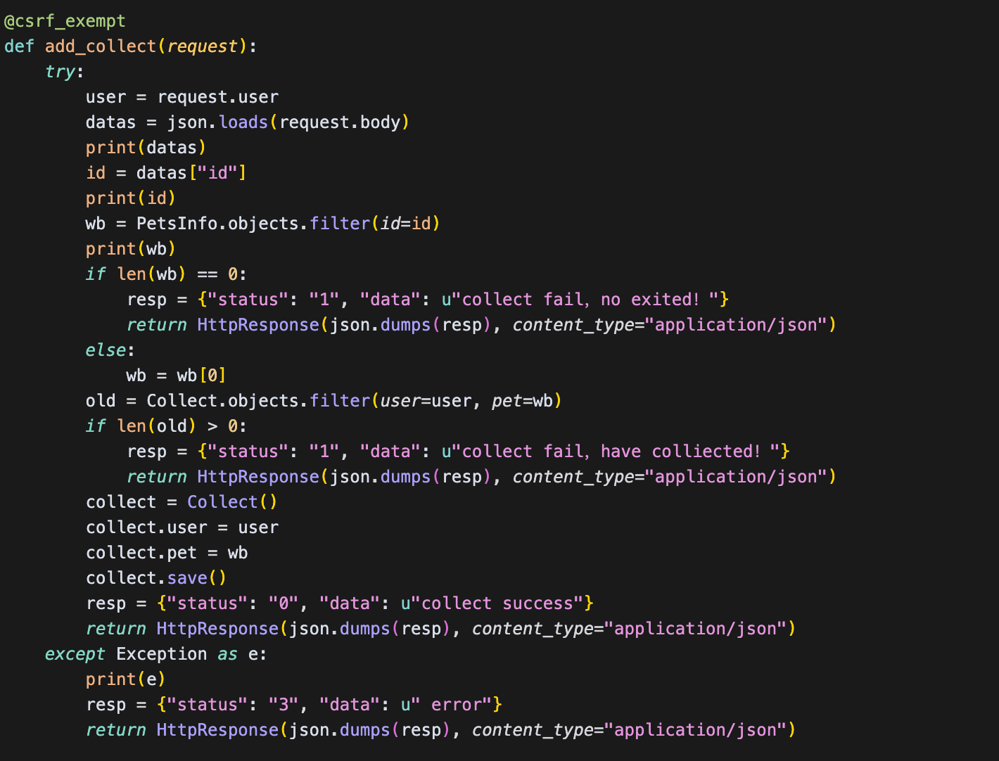 @csrf_exempt
def add_collect(request):
    try:
        user = request.user
        datas = json.loads(request.body)
        print(datas)
        id = datas["id"]
        print(id)
        wb = PetsInfo.objects.filter(id=id)
        print(wb)
        if len(wb) == 0:
            resp = {"status": "1", "data": u"collect fail, no exited! "}
            return HttpResponse(json.dumps(resp), content_type="application/json")
        else:
            wb = wb[0]
        old = Collect.objects.filter(user=user, pet=wb)
        if len(old) > 0:
            resp = {"status": "1", "data": u"collect fail, have colliected! "}
            return HttpResponse(json.dumps(resp), content_type="application/json")
        collect = Collect()
        collect.user = user
        collect.pet = wb
        collect.save()
        resp = {"status": "0", "data": u"collect success"}
        return HttpResponse(json.dumps(resp), content_type="application/json")
    except Exception as e:
        print(e)
        resp = {"status": "3", "data": u" error"}
        return HttpResponse(json.dumps(resp), content_type="application/json")